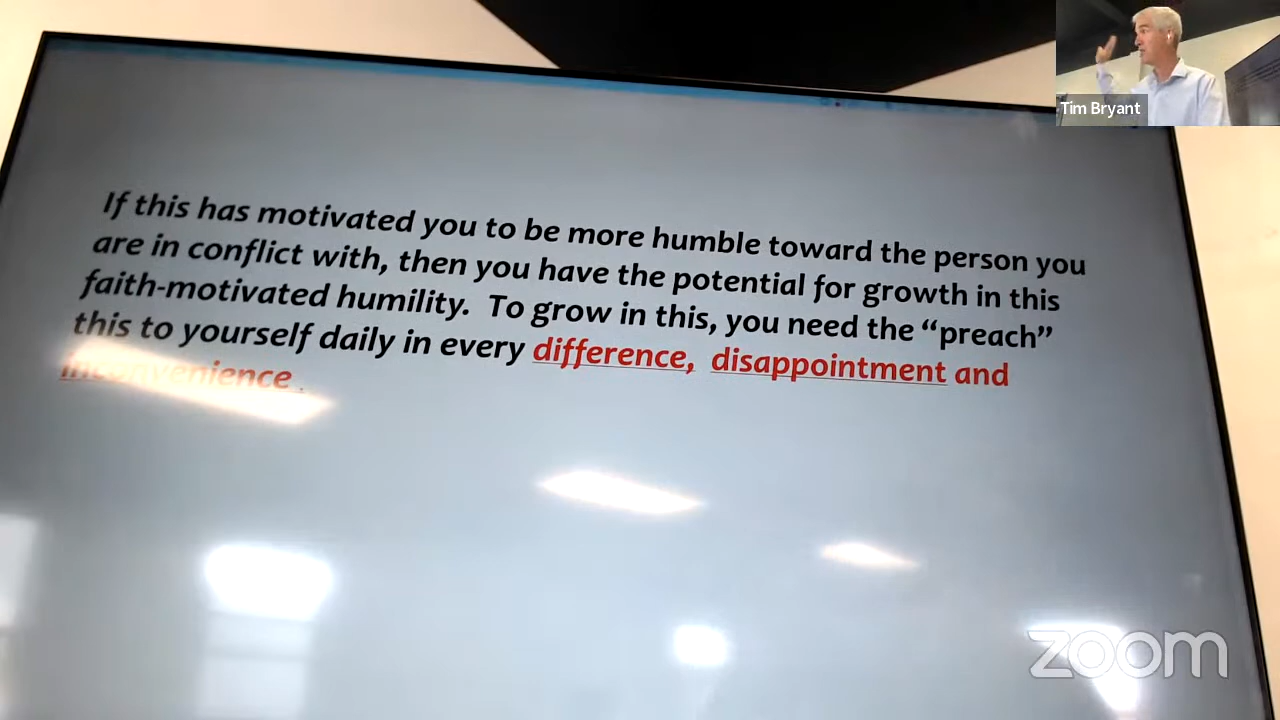 Tim Bryant
If this has motivated you to be more humble toward the person you
are in conflict with, then you have the potential for growth in this
faith-motivated humility. To grow in this, you need the “preach”
this to yourself daily in every difference, disappointment and
inconvenience .
zoom